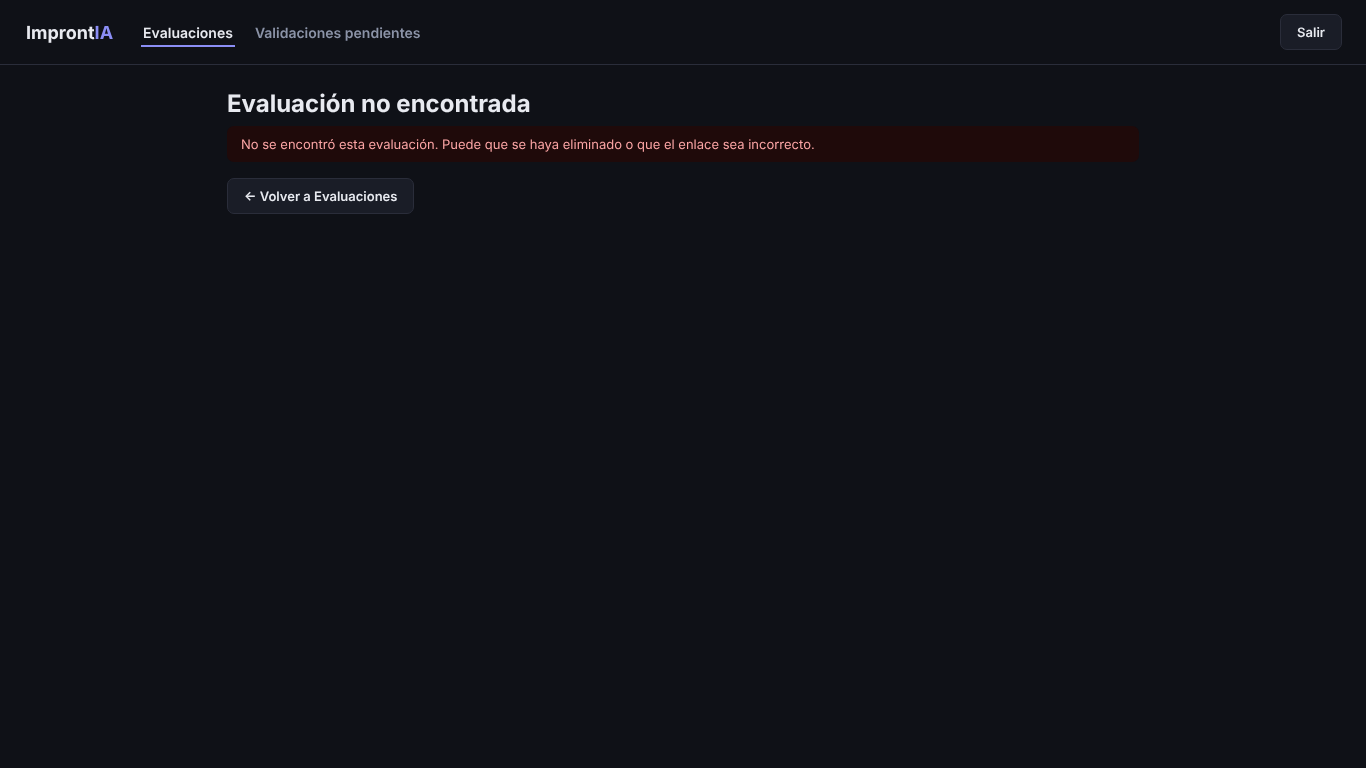 ImprontIA
Evaluaciones
Validaciones pendientes
Salir
Evaluación no encontrada
No se encontró esta evaluación. Puede que se haya eliminado o que el enlace sea incorrecto.
← Volver a Evaluaciones